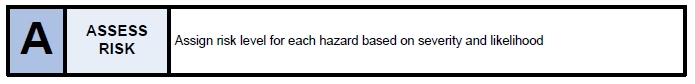 A
ASSESS
RISK
Assign risk level for each hazard based on severity and likelihood